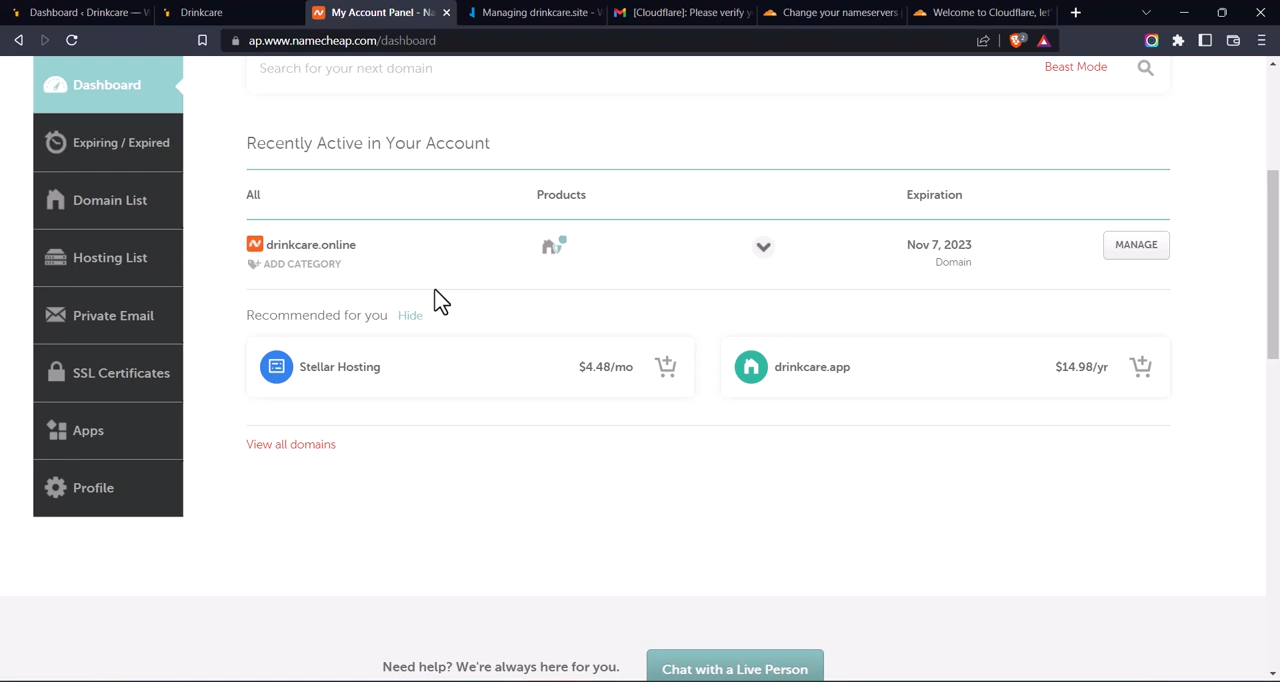 Dashboard ‹ Drinkcare — W
Drinkcare
My Account Panel - Na
Managing drinkcare.site - V
[Cloudflare]: Please verify y
Change your nameservers
Welcome to Cloudflare, let'
ap.www.namecheap.com/dashboard
2
Dashboard
Search for your next domain
Beast Mode
Expiring / Expired
Recently Active in Your Account
Domain List
All Products Expiration
Hosting List
drinkcare.online
Nov 7, 2023
MANAGE
ADD CATEGORY
Domain
Private Email
Recommended for you Hide
SSL Certificates
Stellar Hosting $4.48/mo
drinkcare.app $14.98/yr
Apps
View all domains
Profile
Need help? We're always here for you.
Chat with a Live Person